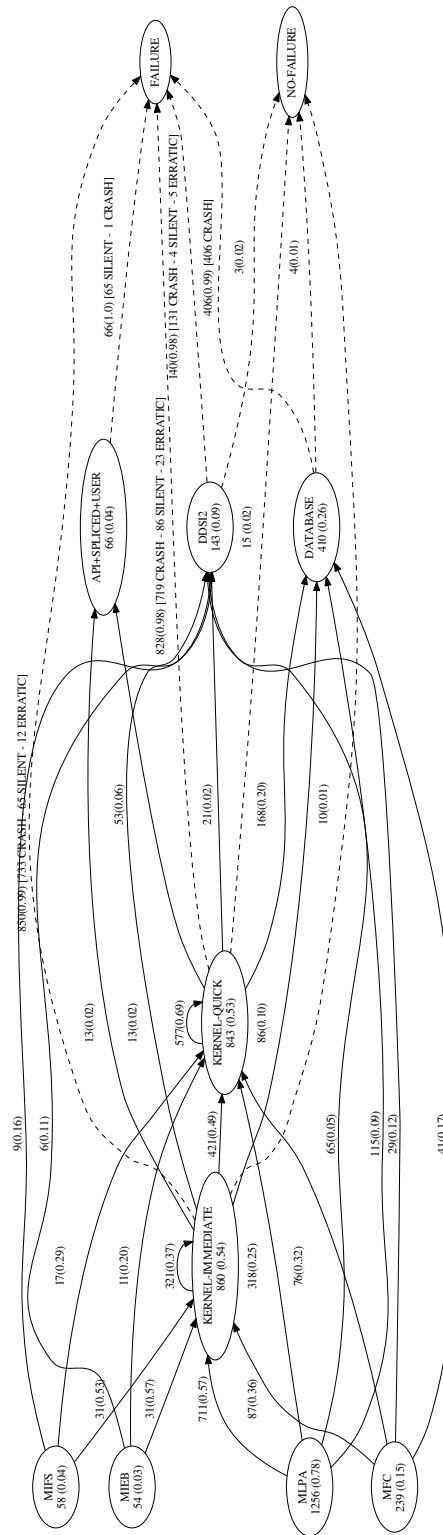 FAILURE
NO-FAILURE
66(1.0) [65 SILENT - 1 CRASH]
140(0.98) [131 CRASH - 4 SILENT - 5 ERRATIC]
406(0.99) [406 CRASH]
3(0.02)
4(0.01)
850(0.99) [733 CRASH - 65 SILENT - 12 ERRATIC]
828(0.98) [719 CRASH - 86 SILENT - 23 ERRATIC]
15 (0.02)
API+SPLICED+USER
66 (0.04)
DDSI2
143 (0.09)
DATABASE
410 (0.26)
53(0.06)
21(0.02)
168(0.20)
10(0.01)
13(0.02)
13(0.02)
577(0.69)
KERNEL-QUICK
843 (0.53)
86(0.10)
9(0.16)
6(0.11)
17(0.29)
11(0.20)
421(0.49)
65(0.05)
115(0.09)
29(0.12)
41(0.17)
321(0.37)
KERNEL-IMMEDIATE
860 (0.54)
318(0.25)
76(0.32)
31(0.53)
31(0.57)
711(0.57)
87(0.36)
MIFS
58 (0.04)
MIEB
54 (0.03)
MLPA
1256 (0.78)
MFC
239 (0.15)